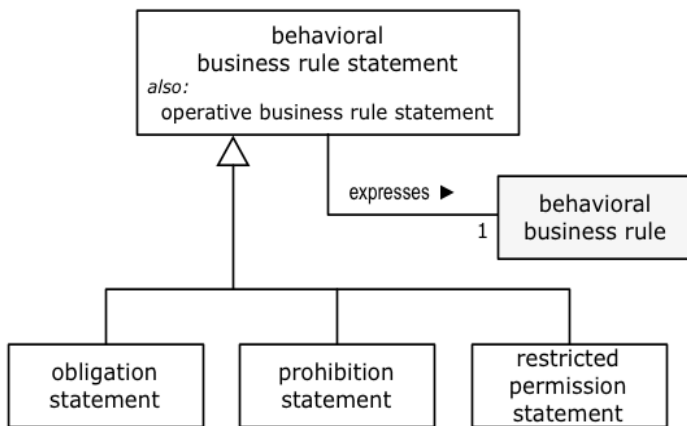 behavioral
business rule statement
also:
operative business rule statement
expresses ►
1
behavioral
business rule
obligation
statement
prohibition
statement
restricted
permission
statement